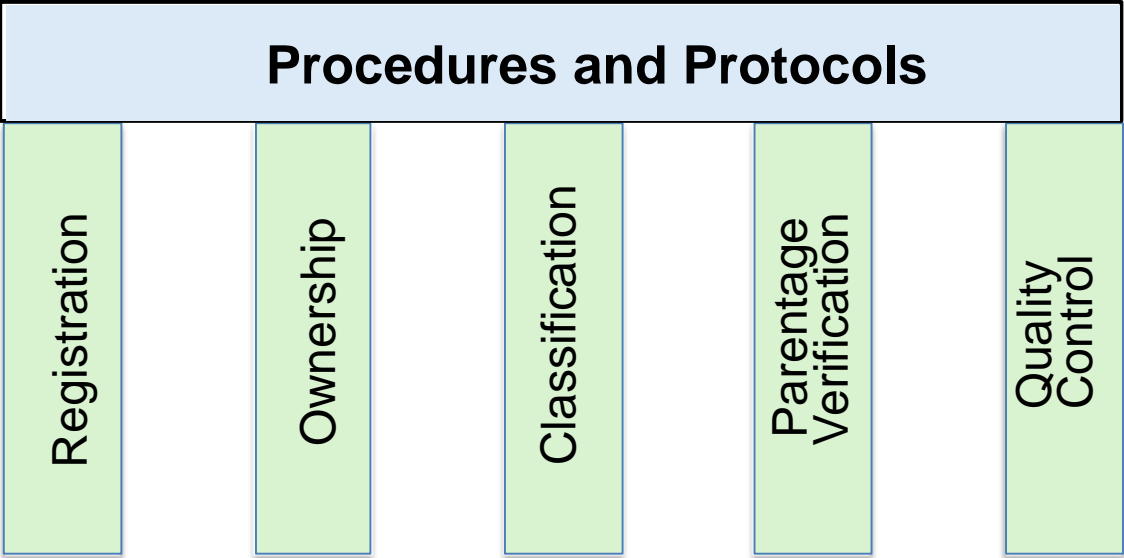 Procedures and Protocols
Registration
Ownership
Classification
Parentage
Verification
Quality
Control